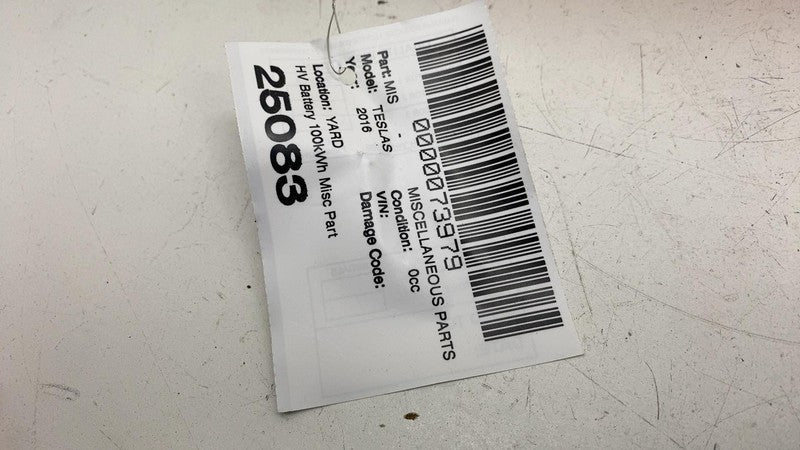 0000073979
Part: MIS - MISCELLANEOUS PARTS
Model: TESLAS Condition: 0cc
2016 VIN:
Damage Code:
Location: YARD
HV Battery 100kWh Misc Part
25083